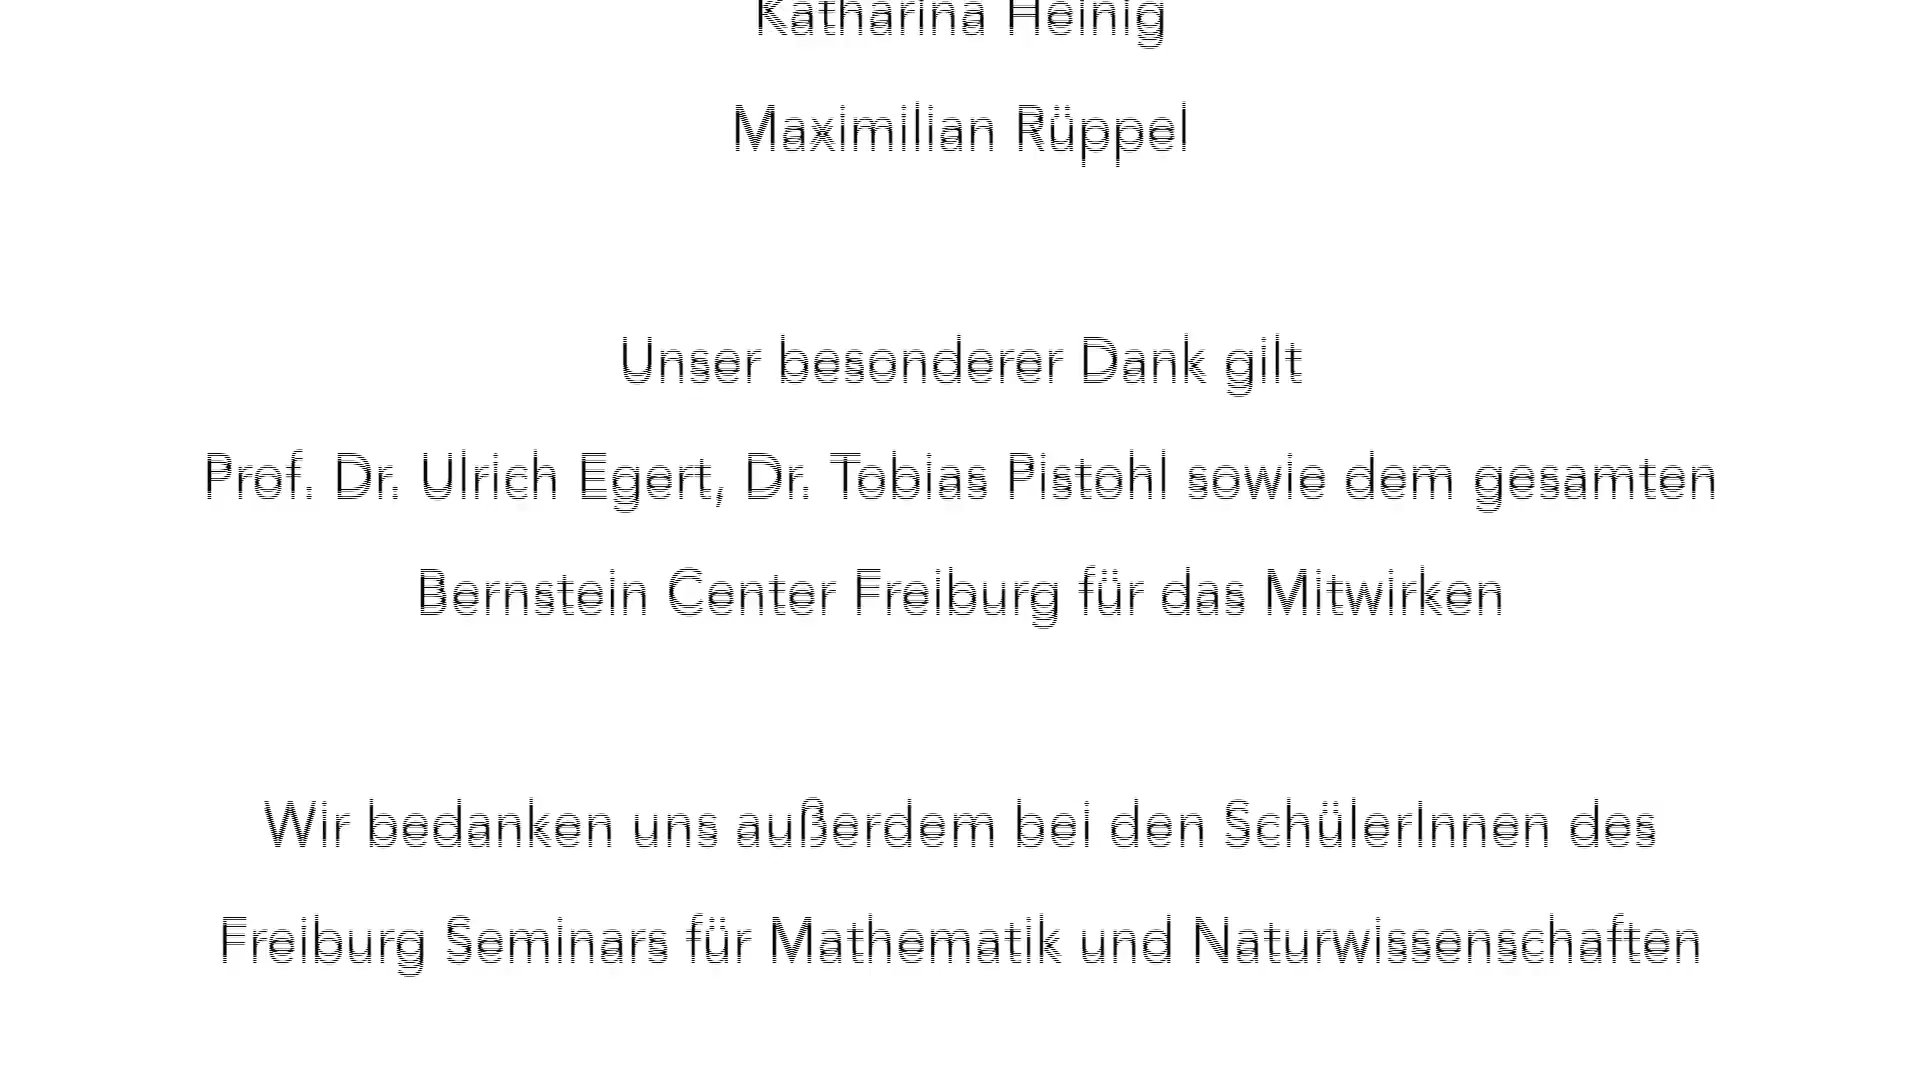 Katharina Heinig
Maximilian Rüppel
Unser besonderer Dank gilt
Prof. Dr. Ulrich Egert, Dr. Tobias Pistohl sowie dem gesamten
Bernstein Center Freiburg für das Mitwirken
Wir bedanken uns außerdem bei den SchülerInnen des
Freiburg Seminars für Mathematik und Naturwissenschaften